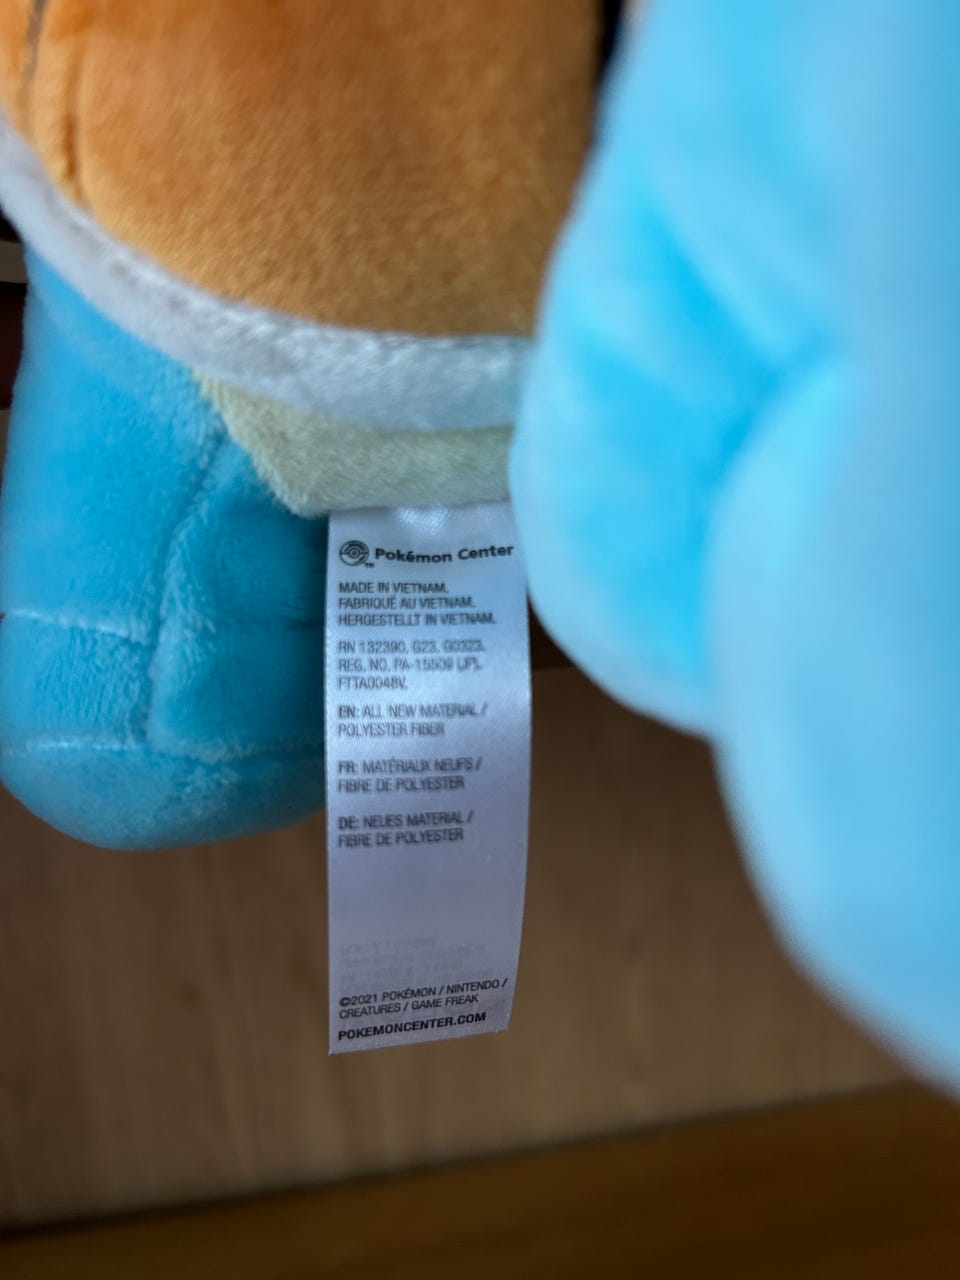 Pokémon Center
MADE IN VIETNAM.
FABRIQUÉ AU VIETNAM.
HERGESTELLT IN VIETNAM.
RN 132390, G23, G0323,
REG. NO. PA-15509 (JP),
FTTA0048V,
EN: ALL NEW MATERIAL /
POLYESTER FIBER
FR: MATÉRIAUX NEUFS /
FIBRE DE POLYESTER
DE: NEUES MATERIAL /
FIBRE DE POLYESTER
©2021 POKÉMON / NINTENDO /
CREATURES / GAME FREAK
POKEMONCENTER.COM